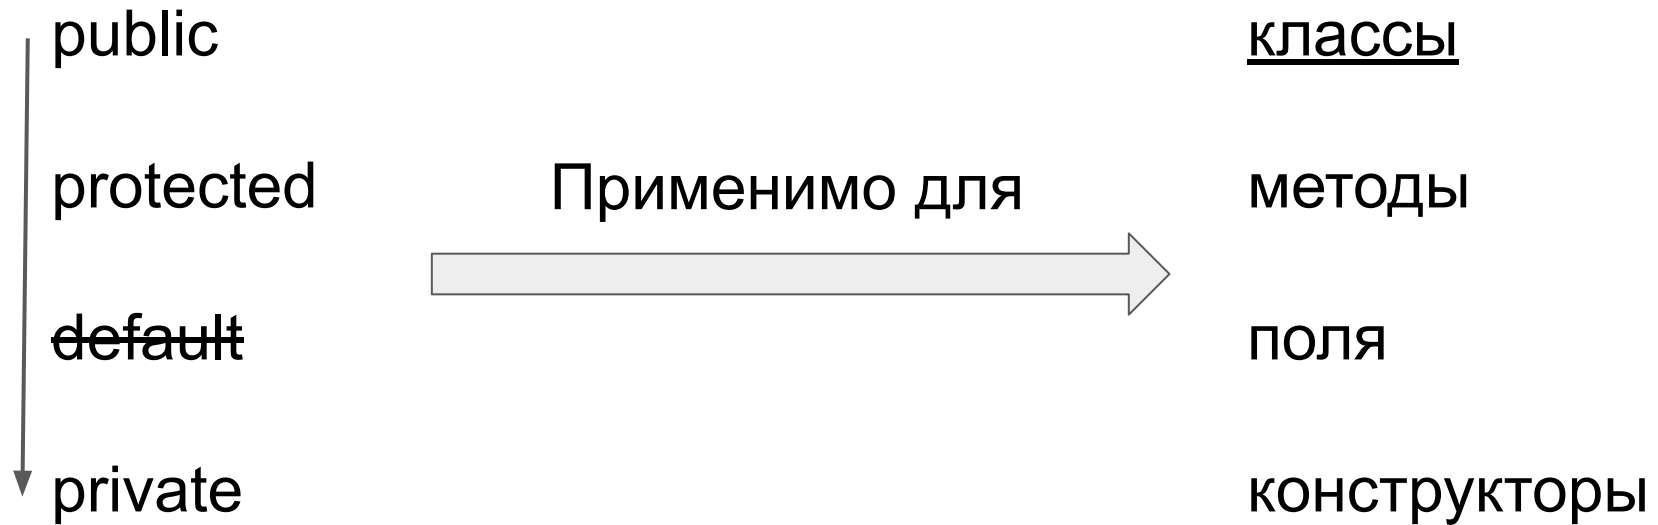 public
protected
default
private
Применимо для
классы
методы
поля
конструкторы